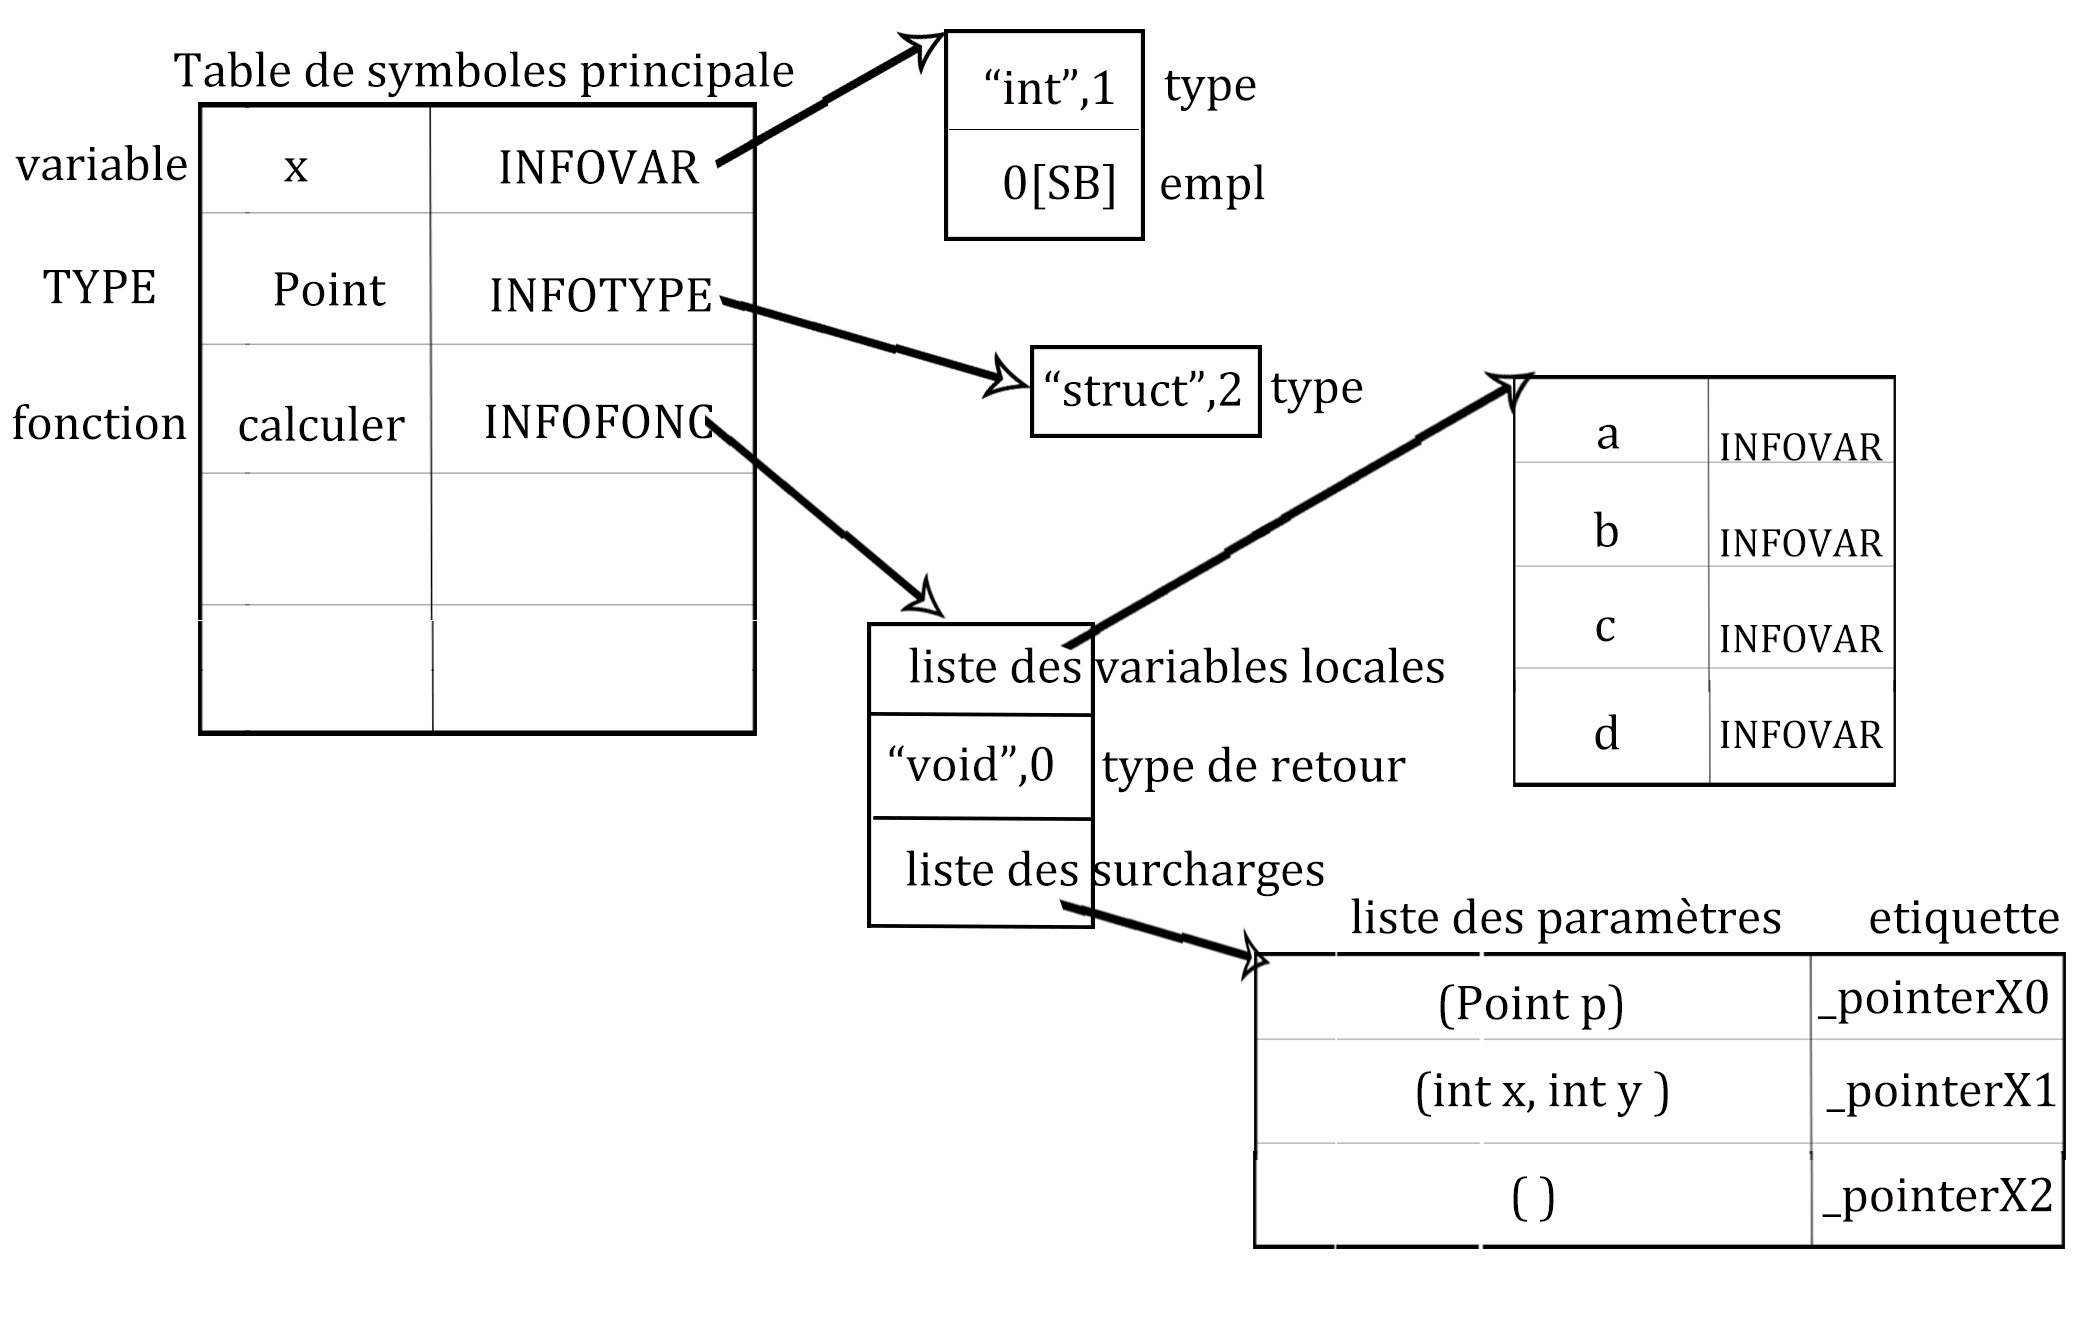 Table de symboles principale
variable x INFOVAR
TYPE Point INFOTYPE
fonction calculer INFOFONC
“int”,1 type
0[SB] empl
“struct”,2 type
a INFOVAR
b INFOVAR
c INFOVAR
d INFOVAR
liste des variables locales
“void”,0 type de retour
liste des surcharges
liste des paramètres etiquette
(Point p) _pointerX0
(int x, int y ) _pointerX1
( ) _pointerX2